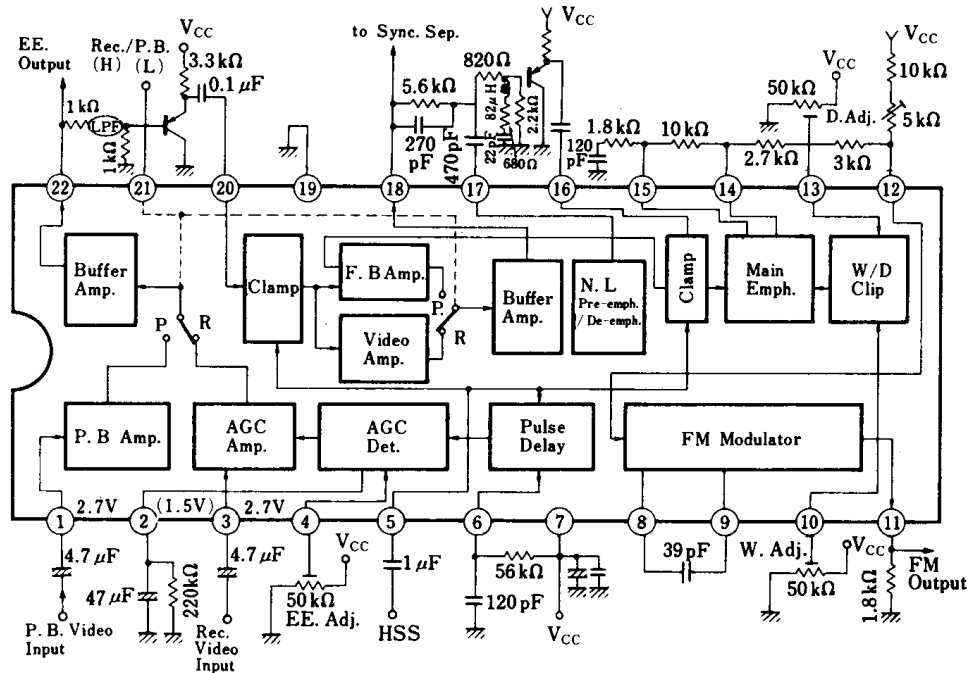 EE.
Output
Rec./P.B.
(H) (L)
VCC
3.3kΩ
0.1μF
1kΩ
LPF
1kΩ
to Sync. Sep.
5.6kΩ
270
pF
470pF
820Ω
82μH
22pF
680Ω
2.2kΩ
VCC
120
pF
1.8kΩ
10kΩ
2.7kΩ
3kΩ
50kΩ
VCC
D.Adj.
VCC
10kΩ
5kΩ
22
21
20
19
18
17
16
15
14
13
12
Buffer
Amp.
Clamp
F.B Amp.
Video
Amp.
P.
R
Buffer
Amp.
N.L
Pre-emph.
/De-emph.
Clamp
Main
Emph.
W/D
Clip
P.
R
P.B Amp.
AGC
Amp.
AGC
Det.
Pulse
Delay
FM Modulator
1
2.7V
2
(1.5V)
3
2.7V
4
5
6
7
8
9
10
11
4.7μF
P.B. Video
Input
47μF
220kΩ
4.7μF
Rec.
Video
Input
VCC
50kΩ
EE. Adj.
1μF
HSS
56kΩ
120pF
VCC
39pF
W. Adj.
VCC
50kΩ
FM
Output
1.8kΩ